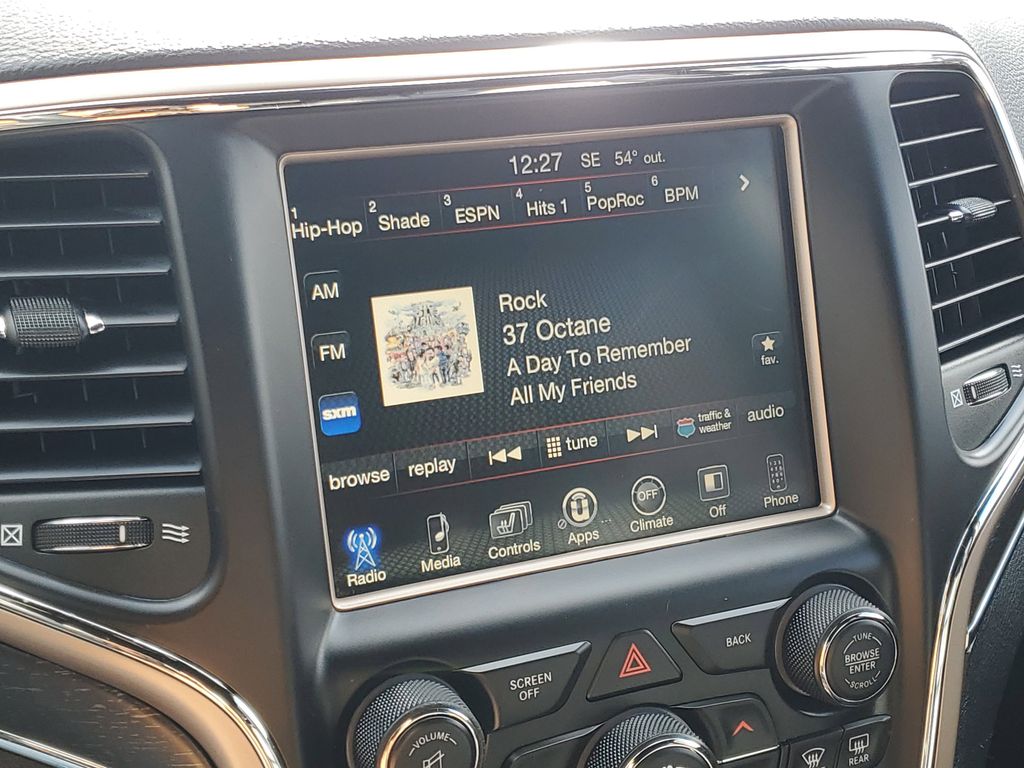 12:27 SE 54° out.
1 Hip-Hop 2 Shade 3 ESPN 4 Hits 1 5 PopRoc 6 BPM
AM
FM
sxm
Rock
37 Octane
A Day To Remember
All My Friends
fav.
browse replay tune traffic & weather audio
Radio Media Controls Apps OFF Climate Off Phone
SCREEN OFF
BACK
TUNE
BROWSE
ENTER
SCROLL
VOLUME
REAR